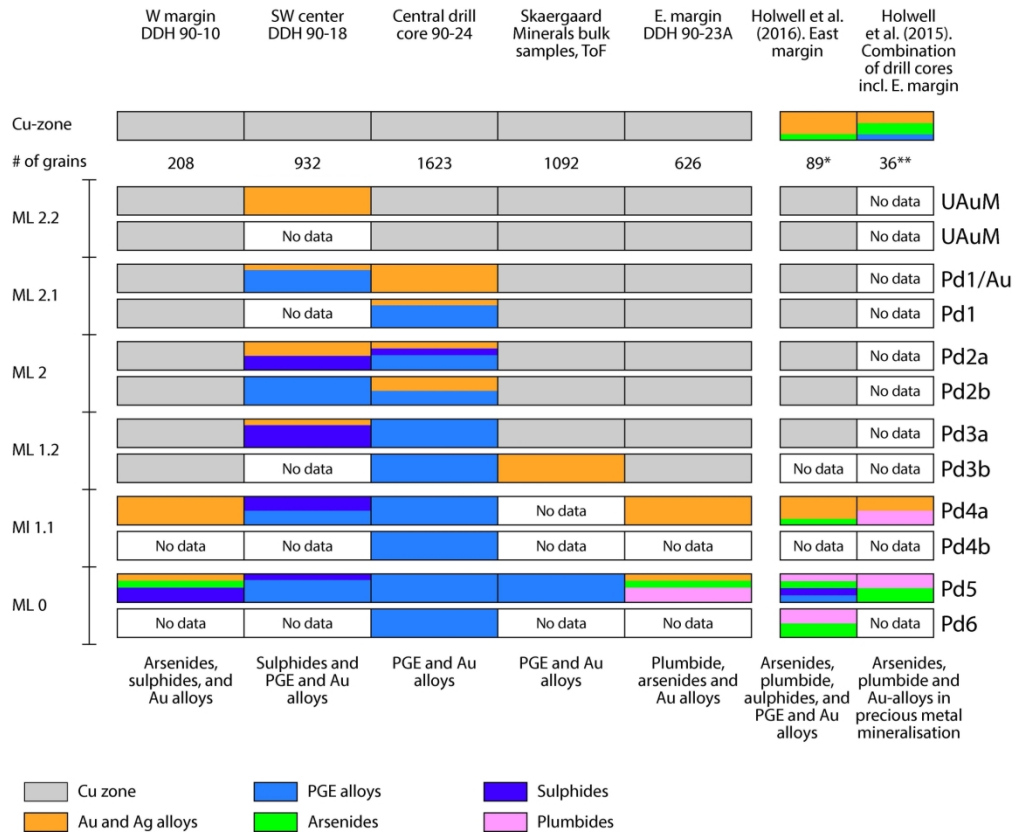 W margin
DDH 90-10
SW center
DDH 90-18
Central drill
core 90-24
Skaergaard
Minerals bulk
samples, ToF
E. margin
DDH 90-23A
Holwell et al.
(2016). East
margin
Holwell
et al. (2015).
Combination
of drill cores
incl. E. margin
Cu-zone
# of grains 208 932 1623 1092 626 89* 36**
ML 2.2
No data UAuM
No data No data UAuM
ML 2.1
No data Pd1/Au
No data No data Pd1
ML 2
No data Pd2a
No data Pd2b
ML 1.2
No data Pd3a
No data No data No data Pd3b
Ml 1.1
No data Pd4a
No data No data No data No data No data No data Pd4b
ML 0
Pd5
No data No data No data No data No data Pd6
Arsenides,
sulphides, and
Au alloys
Sulphides and
PGE and Au
alloys
PGE and Au
alloys
PGE and Au
alloys
Plumbide,
arsenides and
Au alloys
Arsenides,
plumbide,
aulphides, and
PGE and Au
alloys
Arsenides,
plumbide and
Au-alloys in
precious metal
mineralisation
Cu zone PGE alloys Sulphides
Au and Ag alloys Arsenides Plumbides